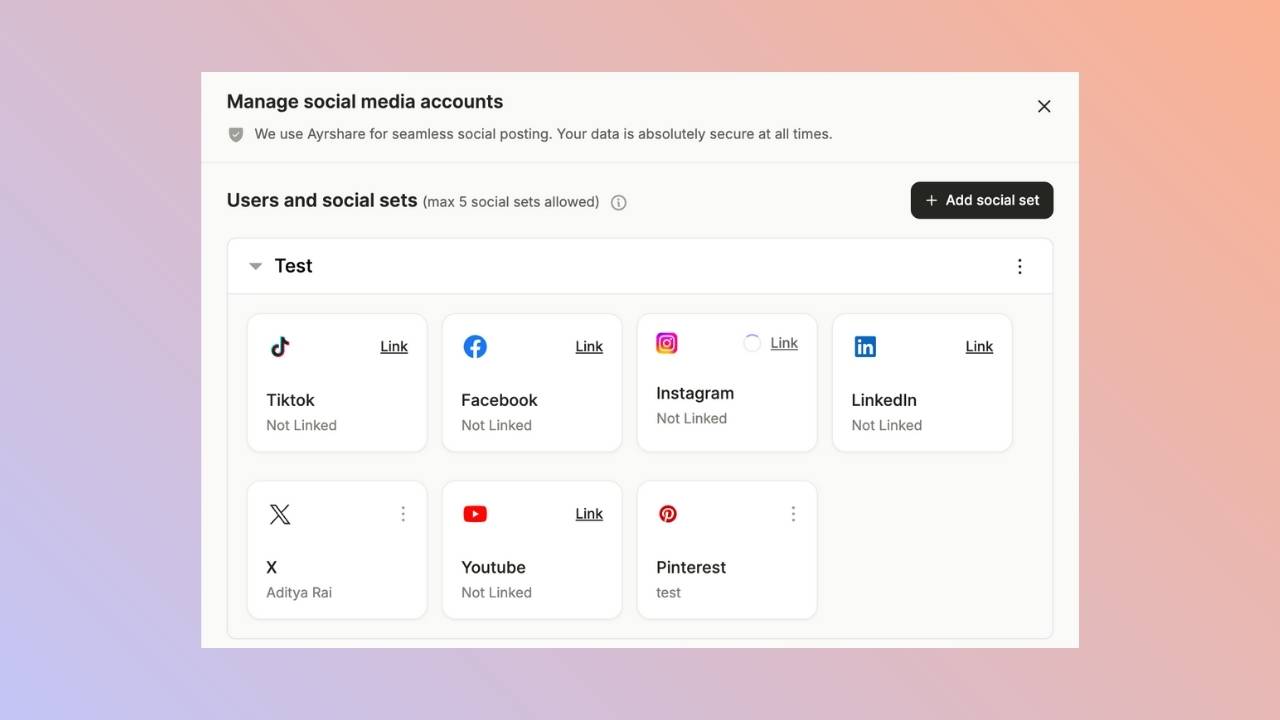 Manage social media accounts
We use Ayrshare for seamless social posting. Your data is absolutely secure at all times.
Users and social sets (max 5 social sets allowed)
+ Add social set
Test
Link
Link
Link
Link
Tiktok
Facebook
Instagram
LinkedIn
Not Linked
Not Linked
Not Linked
Not Linked
Link
X
Youtube
Pinterest
Aditya Rai
Not Linked
test